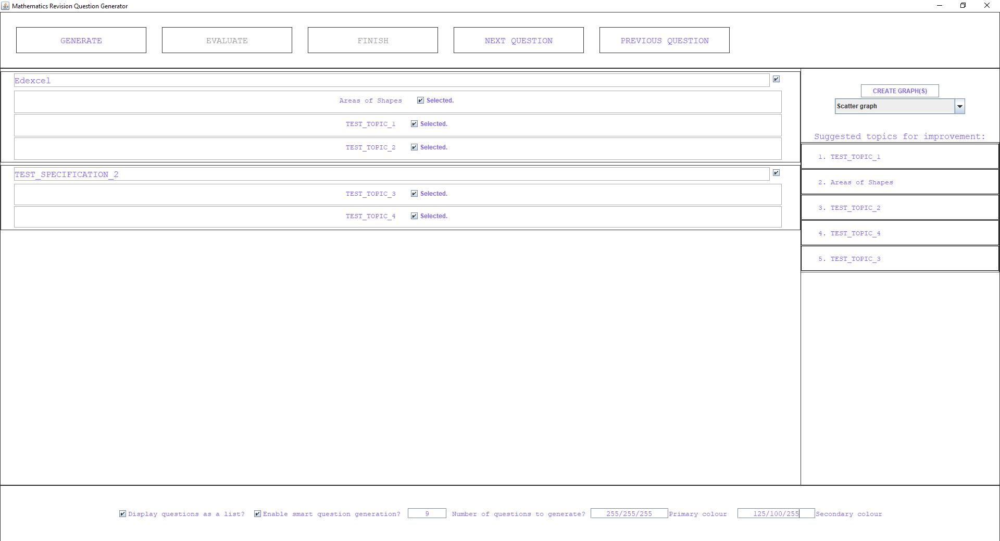 Mathematics Revision Question Generator
GENERATE EVALUATE FINISH NEXT QUESTION PREVIOUS QUESTION
Edexcel
Areas of Shapes Selected.
TEST_TOPIC_1 Selected.
TEST_TOPIC_2 Selected.
TEST_SPECIFICATION_2
TEST_TOPIC_3 Selected.
TEST_TOPIC_4 Selected.
CREATE GRAPH(S)
Scatter graph
Suggested topics for improvement:
1. TEST_TOPIC_1
2. Areas of Shapes
3. TEST_TOPIC_2
4. TEST_TOPIC_4
5. TEST_TOPIC_3
Display questions as a list? Enable smart question generation? 9 Number of questions to generate? 255/255/255 Primary colour 125/100/255 Secondary colour